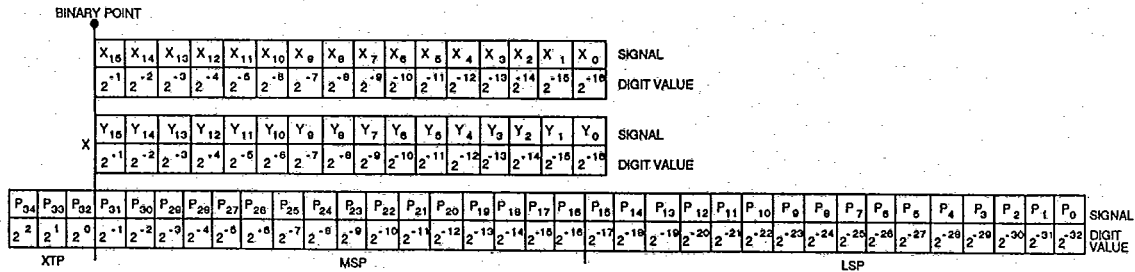 BINARY POINT
X15 X14 X13 X12 X11 X10 X9 X8 X7 X6 X5 X4 X3 X2 X1 X0 SIGNAL
2^-1 2^-2 2^-3 2^-4 2^-5 2^-6 2^-7 2^-8 2^-9 2^-10 2^-11 2^-12 2^-13 2^-14 2^-15 2^-16 DIGIT VALUE
Y15 Y14 Y13 Y12 Y11 Y10 Y9 Y8 Y7 Y6 Y5 Y4 Y3 Y2 Y1 Y0 SIGNAL
X 2^-1 2^-2 2^-3 2^-4 2^-5 2^-6 2^-7 2^-8 2^-9 2^-10 2^-11 2^-12 2^-13 2^-14 2^-15 2^-16 DIGIT VALUE
P34 P33 P32 P31 P30 P29 P28 P27 P26 P25 P24 P23 P22 P21 P20 P19 P18 P17 P16 P15 P14 P13 P12 P11 P10 P9 P8 P7 P6 P5 P4 P3 P2 P1 P0 SIGNAL
2^2 2^1 2^0 2^-1 2^-2 2^-3 2^-4 2^-5 2^-6 2^-7 2^-8 2^-9 2^-10 2^-11 2^-12 2^-13 2^-14 2^-15 2^-16 2^-17 2^-18 2^-19 2^-20 2^-21 2^-22 2^-23 2^-24 2^-25 2^-26 2^-27 2^-28 2^-29 2^-30 2^-31 2^-32 DIGIT VALUE
XTP MSP LSP